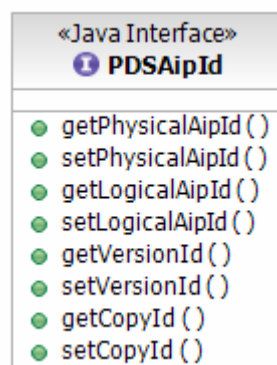 «Java Interface»
I PDSAipId
getPhysicalAipId ( )
setPhysicalAipId ( )
getLogicalAipId ( )
setLogicalAipId ( )
getVersionId ( )
setVersionId ( )
getCopyId ( )
setCopyId ( )